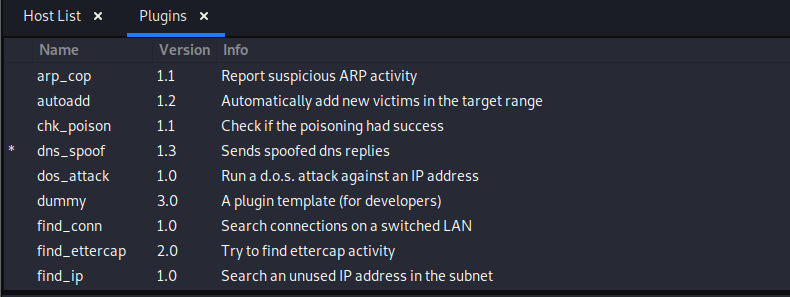 Host List × Plugins ×
Name Version Info
arp_cop 1.1 Report suspicious ARP activity
autoadd 1.2 Automatically add new victims in the target range
chk_poison 1.1 Check if the poisoning had success
* dns_spoof 1.3 Sends spoofed dns replies
dos_attack 1.0 Run a d.o.s. attack against an IP address
dummy 3.0 A plugin template (for developers)
find_conn 1.0 Search connections on a switched LAN
find_ettercap 2.0 Try to find ettercap activity
find_ip 1.0 Search an unused IP address in the subnet